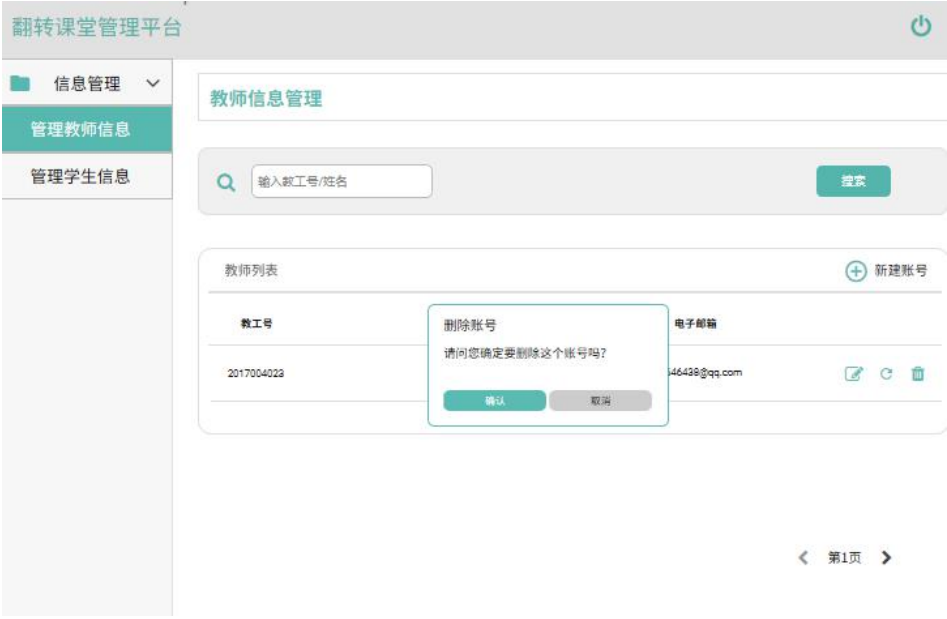 翻转课堂管理平台
信息管理
管理教师信息
管理学生信息
教师信息管理
输入教工号/姓名
搜索
教师列表
新建账号
教工号
电子邮箱
删除账号
请问您确定要删除这个账号吗?
确认
取消
2017004023
46438@qq.com
第1页